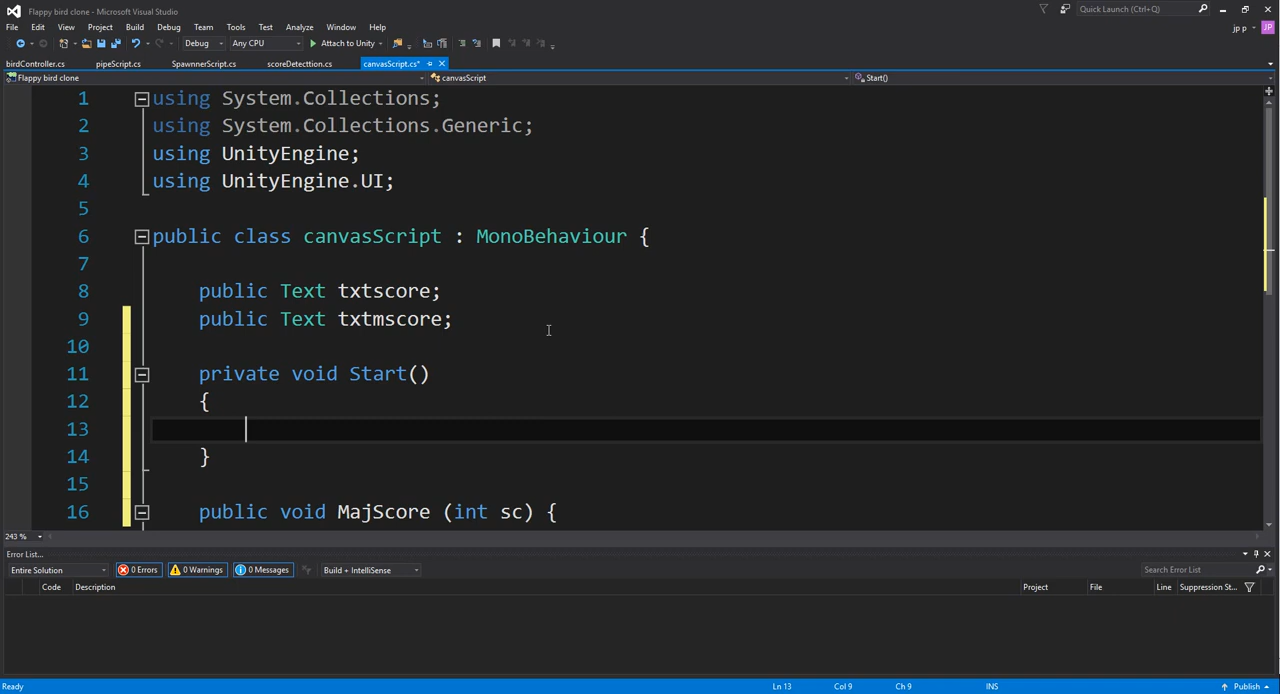 Flappy bird clone - Microsoft Visual Studio
Quick Launch (Ctrl+Q)
File Edit View Project Build Debug Team Tools Test Analyze Window Help
jp p
JP
Debug Any CPU Attach to Unity
birdController.cs pipeScript.cs SpawnnerScript.cs scoreDetecttion.cs canvasScript.cs*
Flappy bird clone canvasScript Start()
1 using System.Collections;
2 using System.Collections.Generic;
3 using UnityEngine;
4 using UnityEngine.UI;
5
6 public class canvasScript : MonoBehaviour {
7
8 public Text txtscore;
9 public Text txtmscore;
10
11 private void Start()
12 {
13
14 }
15
16 public void MajScore (int sc) {
243 %
Error List...
Entire Solution 0 Errors 0 Warnings 0 Messages Build + IntelliSense Search Error List
Code Description Project File Line Suppression St...
Ready Ln 13 Col 9 Ch 9 INS Publish